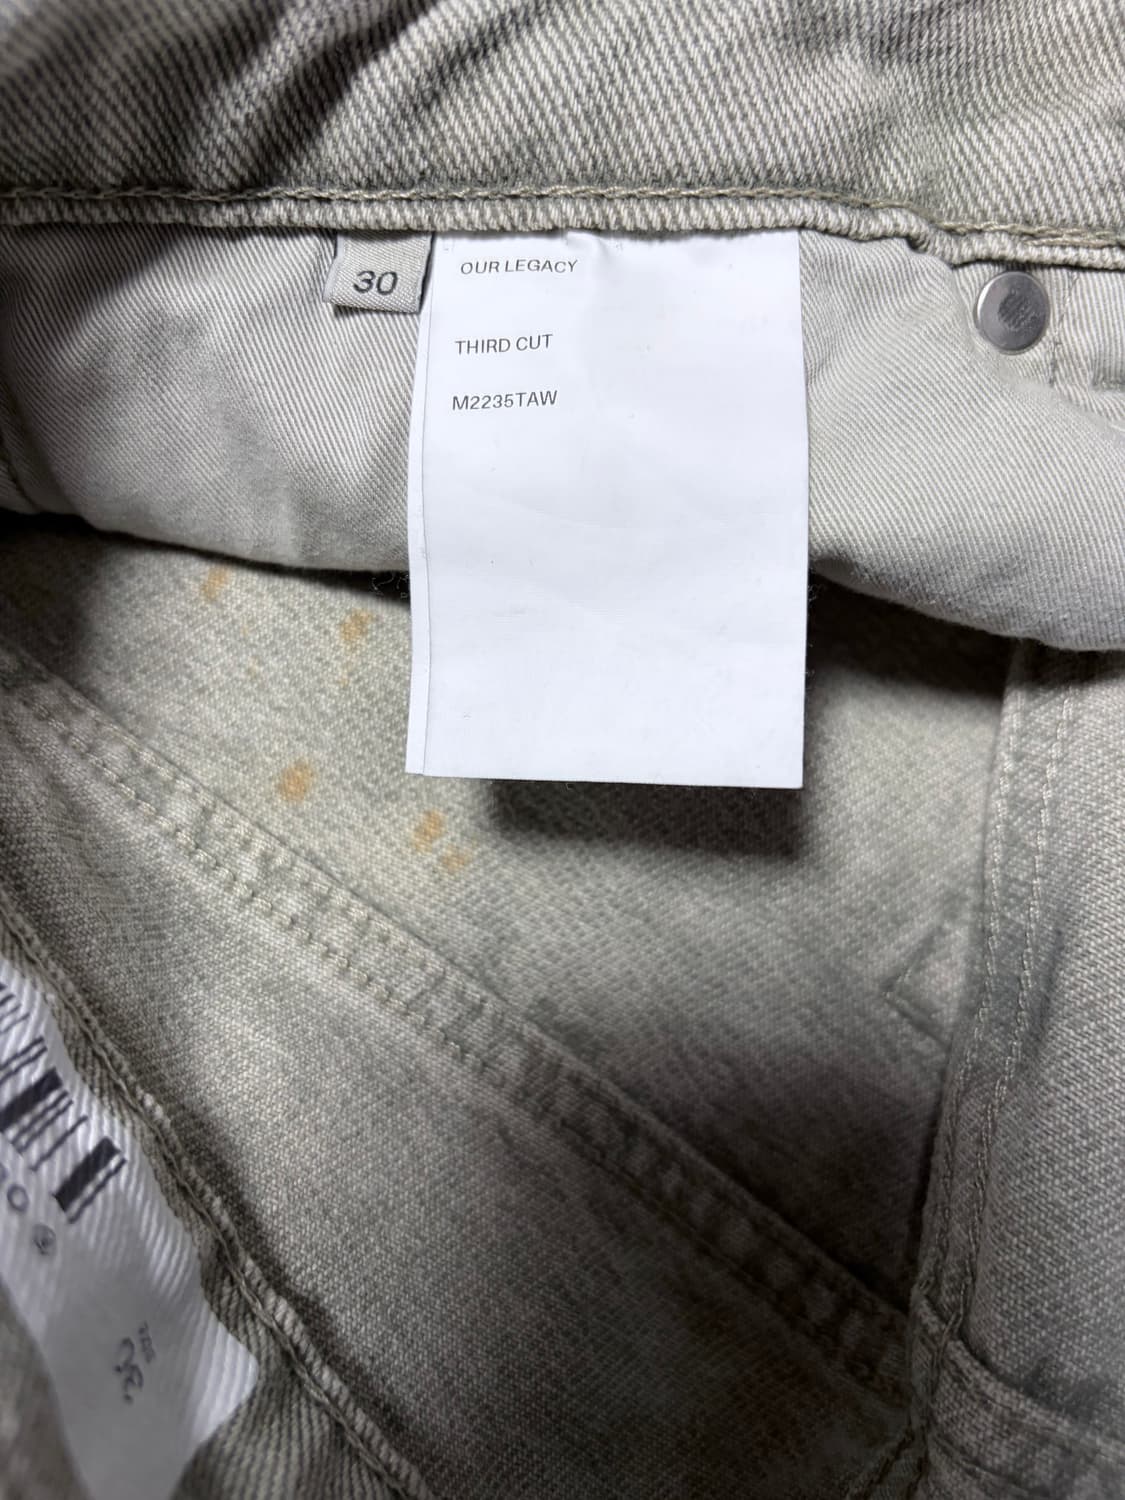 30
OUR LEGACY
THIRD CUT
M2235TAW